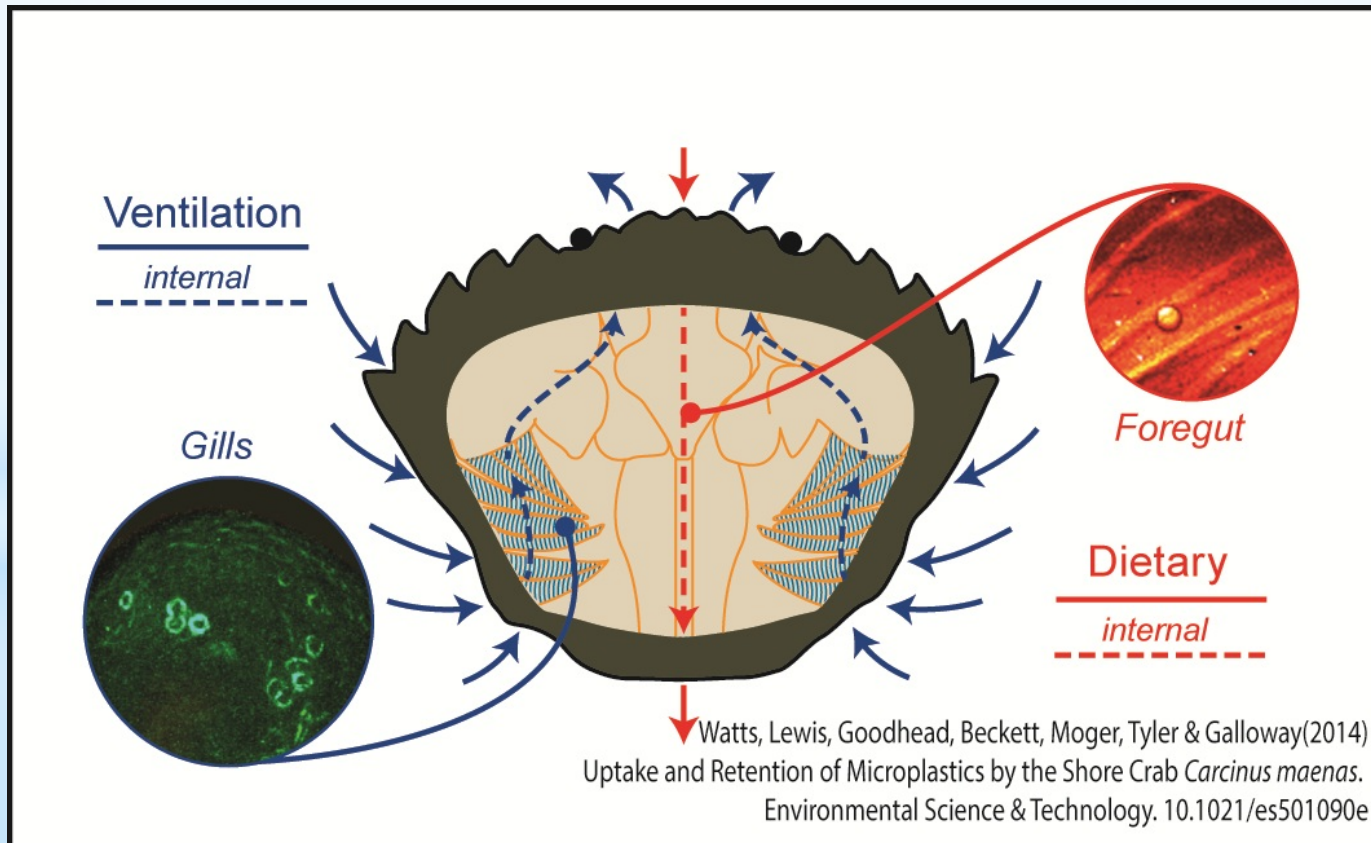 Ventilation
internal
Gills
Foregut
Dietary
internal
Watts, Lewis, Goodhead, Beckett, Moger, Tyler & Galloway(2014)
Uptake and Retention of Microplastics by the Shore Crab Carcinus maenas.
Environmental Science & Technology. 10.1021/es501090e